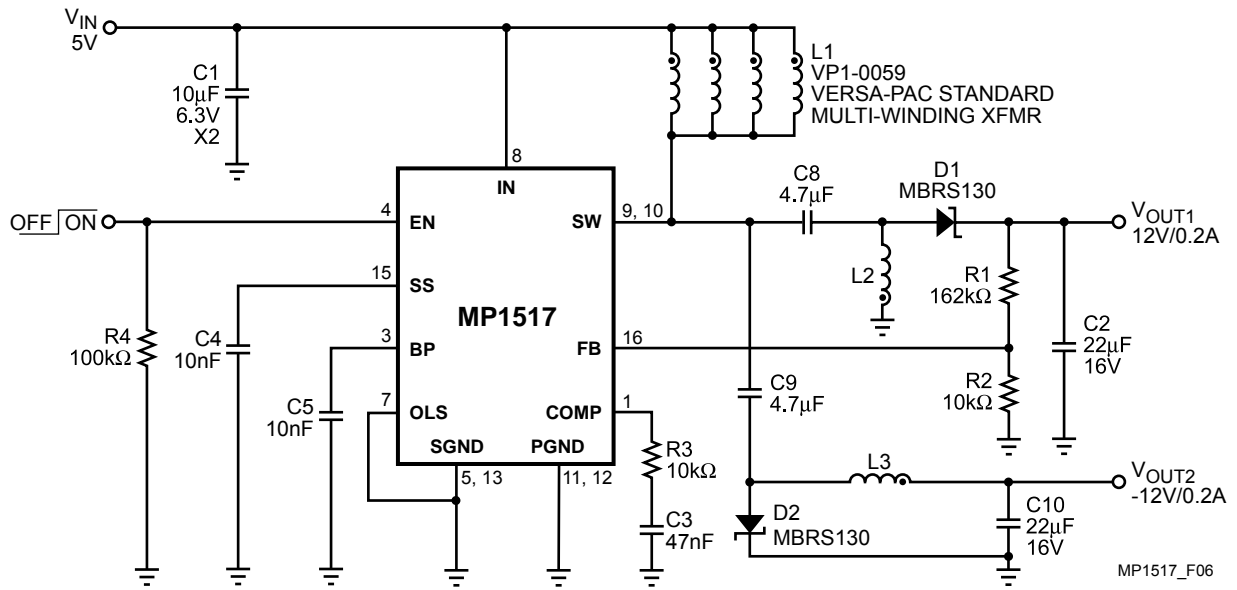 VIN
5V
C1
10µF
6.3V
X2
L1
VP1-0059
VERSA-PAC STANDARD
MULTI-WINDING XFMR
8
IN
OFF ON
4
EN
SW
9, 10
C8
4.7µF
D1
MBRS130
VOUT1
12V/0.2A
L2
R1
162kΩ
15
SS
MP1517
R4
100kΩ
C4
10nF
3
BP
FB
16
C2
22µF
16V
R2
10kΩ
C9
4.7µF
C5
10nF
7
OLS
COMP
1
SGND
PGND
5, 13
11, 12
R3
10kΩ
L3
VOUT2
-12V/0.2A
C3
47nF
D2
MBRS130
C10
22µF
16V
MP1517_F06